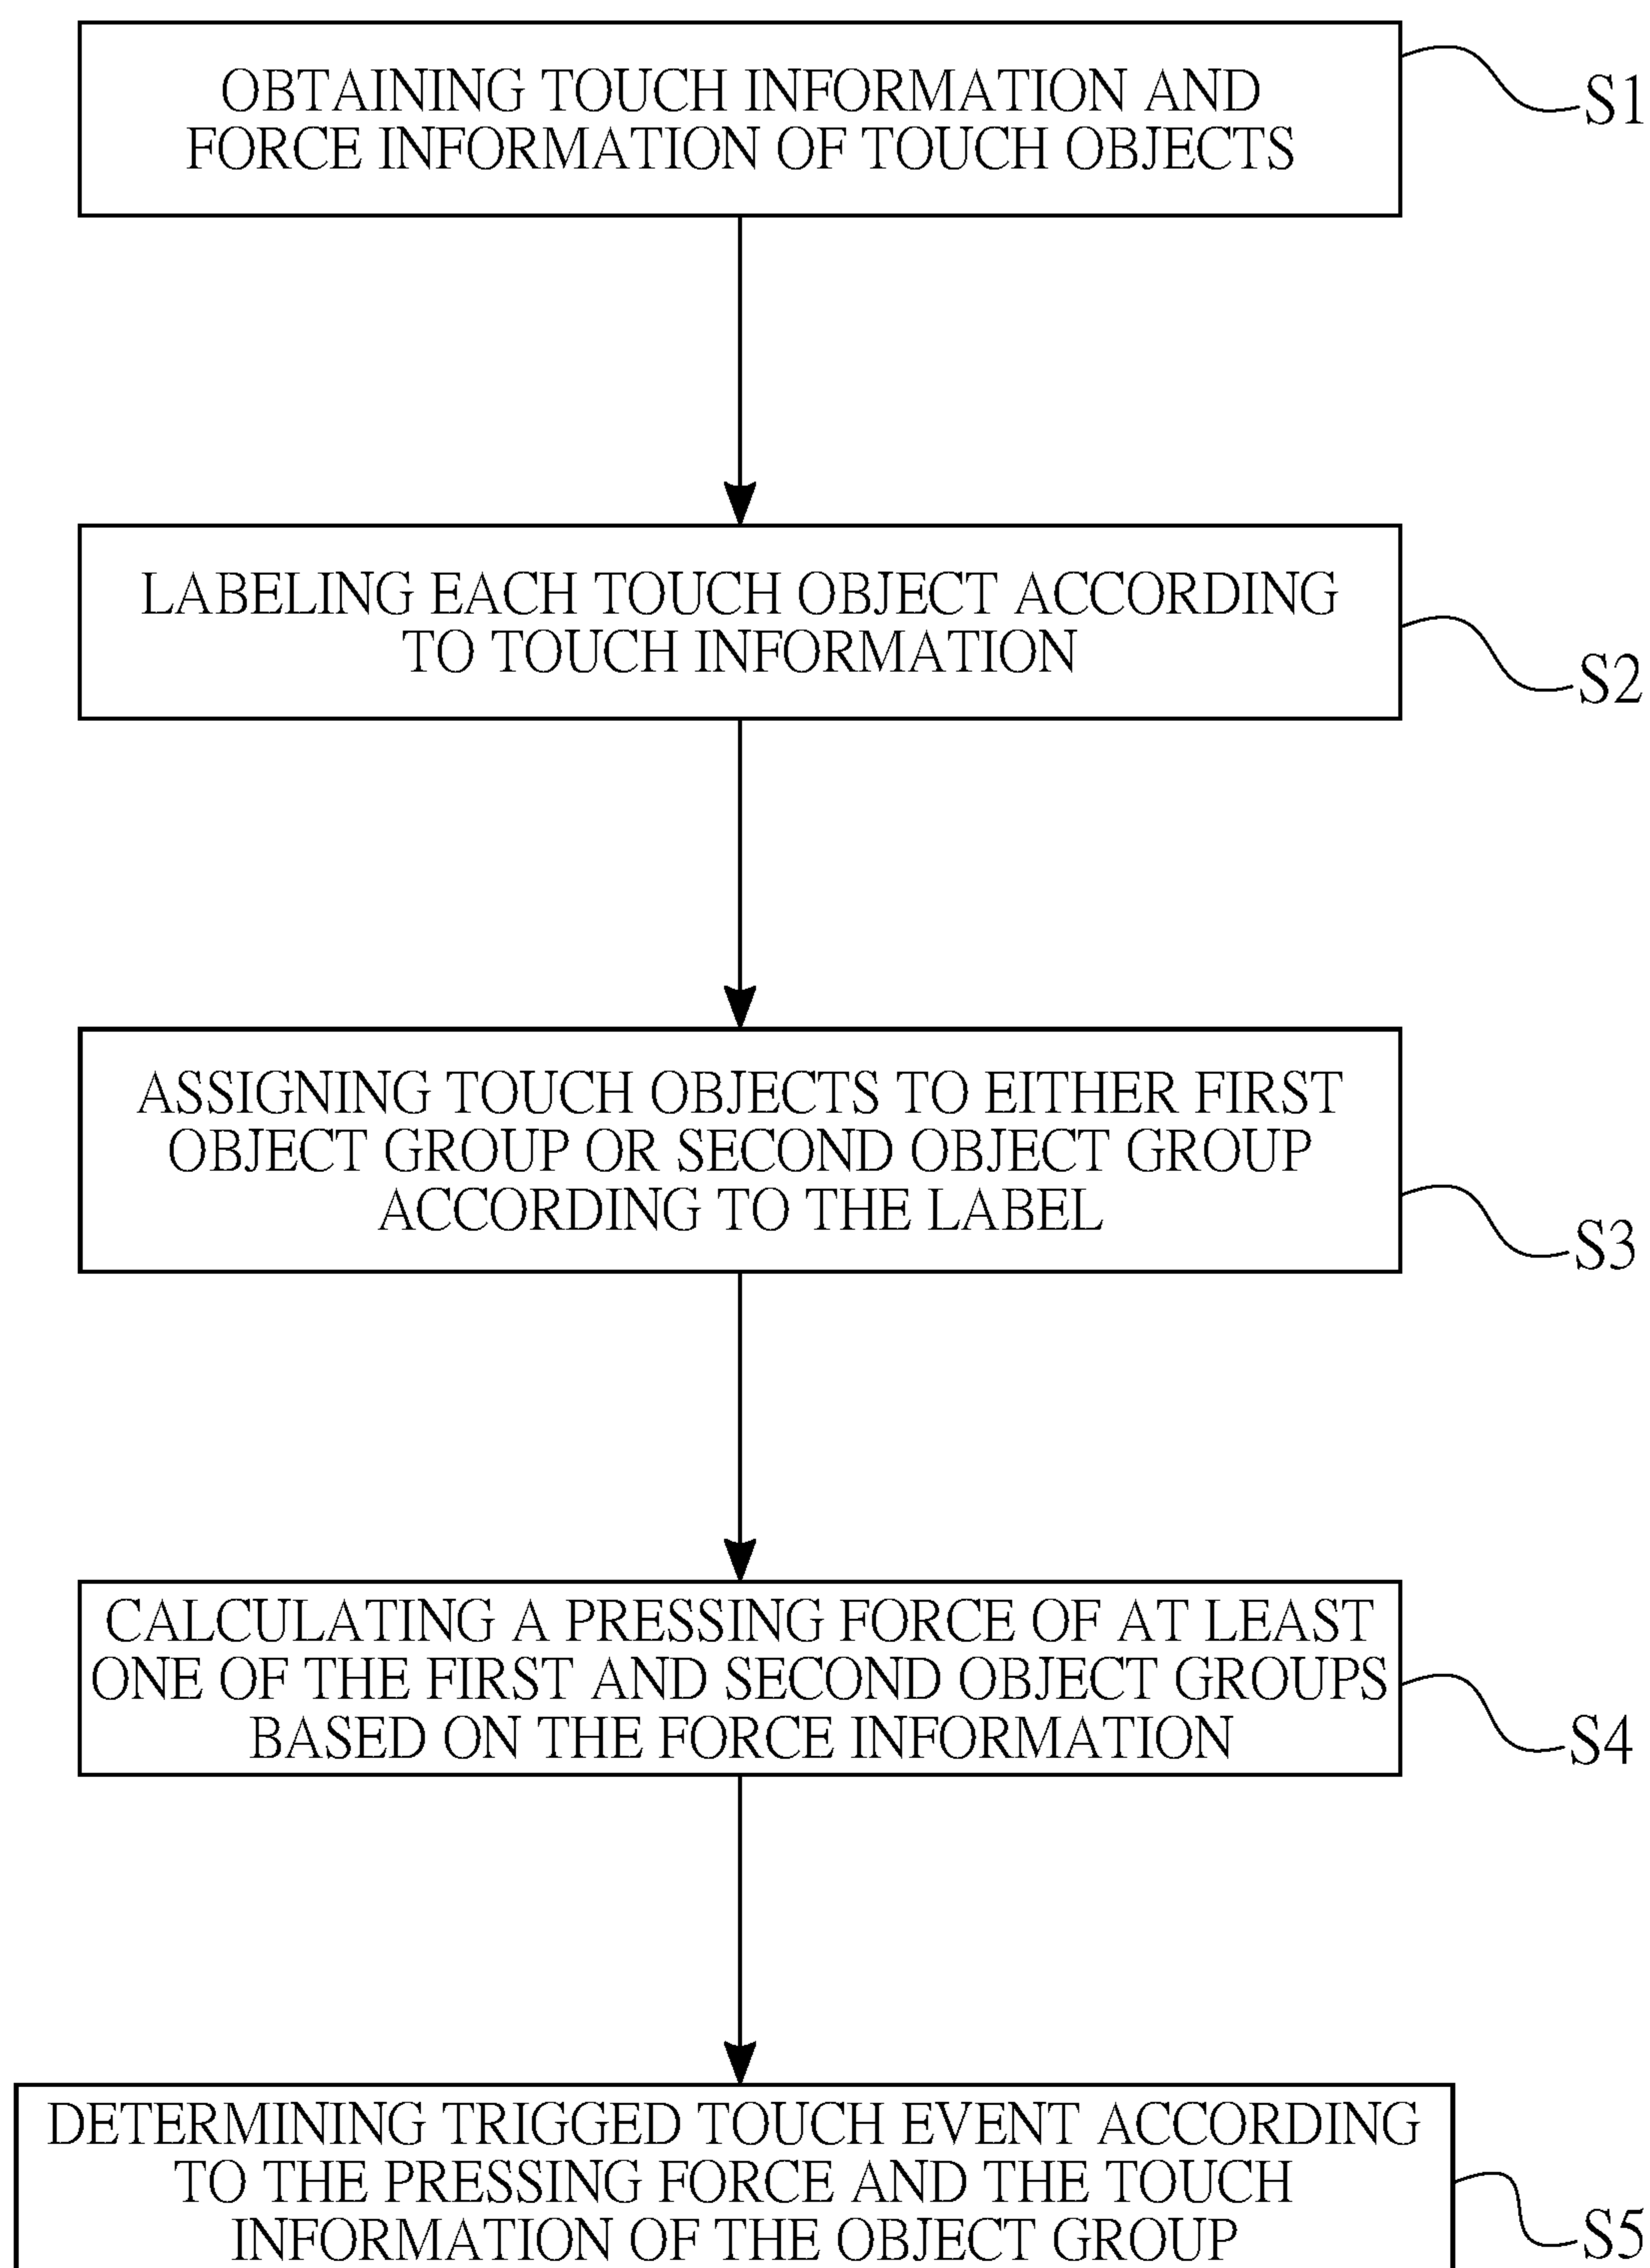 OBTAINING TOUCH INFORMATION AND
FORCE INFORMATION OF TOUCH OBJECTS
S1
LABELING EACH TOUCH OBJECT ACCORDING
TO TOUCH INFORMATION
S2
ASSIGNING TOUCH OBJECTS TO EITHER FIRST
OBJECT GROUP OR SECOND OBJECT GROUP
ACCORDING TO THE LABEL
S3
CALCULATING A PRESSING FORCE OF AT LEAST
ONE OF THE FIRST AND SECOND OBJECT GROUPS
BASED ON THE FORCE INFORMATION
S4
DETERMINING TRIGGED TOUCH EVENT ACCORDING
TO THE PRESSING FORCE AND THE TOUCH
INFORMATION OF THE OBJECT GROUP
S5